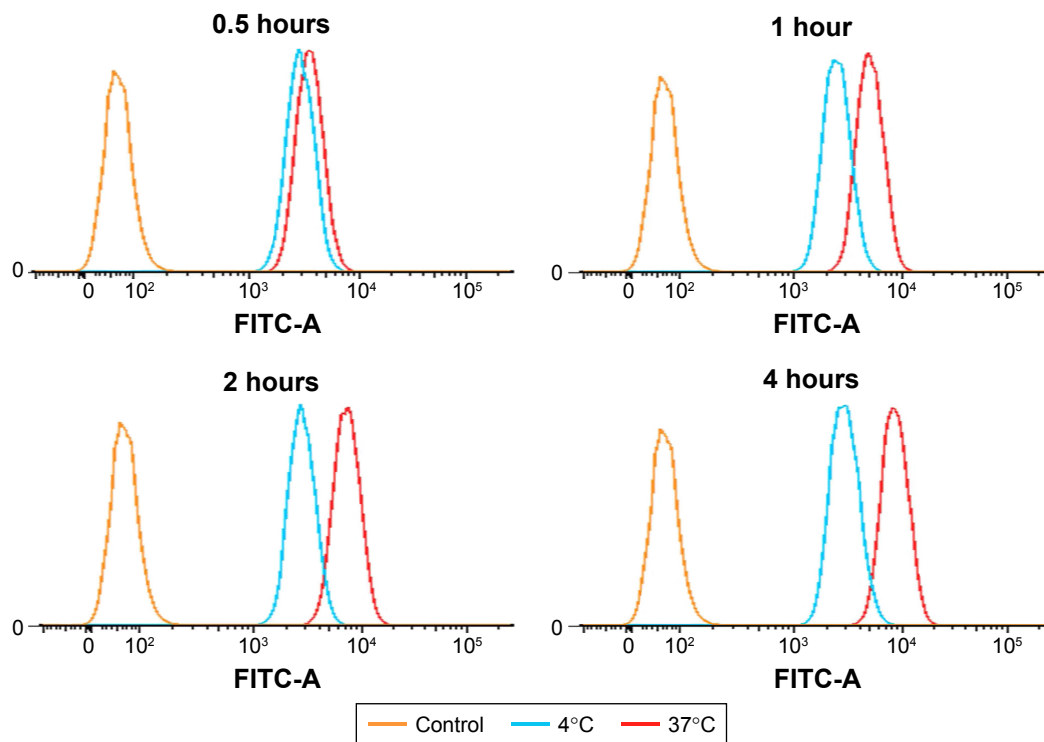 0.5 hours
0
0 10² 10³ 10⁴ 10⁵
FITC-A
1 hour
0
0 10² 10³ 10⁴ 10⁵
FITC-A
2 hours
0
0 10² 10³ 10⁴ 10⁵
FITC-A
4 hours
0
0 10² 10³ 10⁴ 10⁵
FITC-A
Control 4°C 37°C